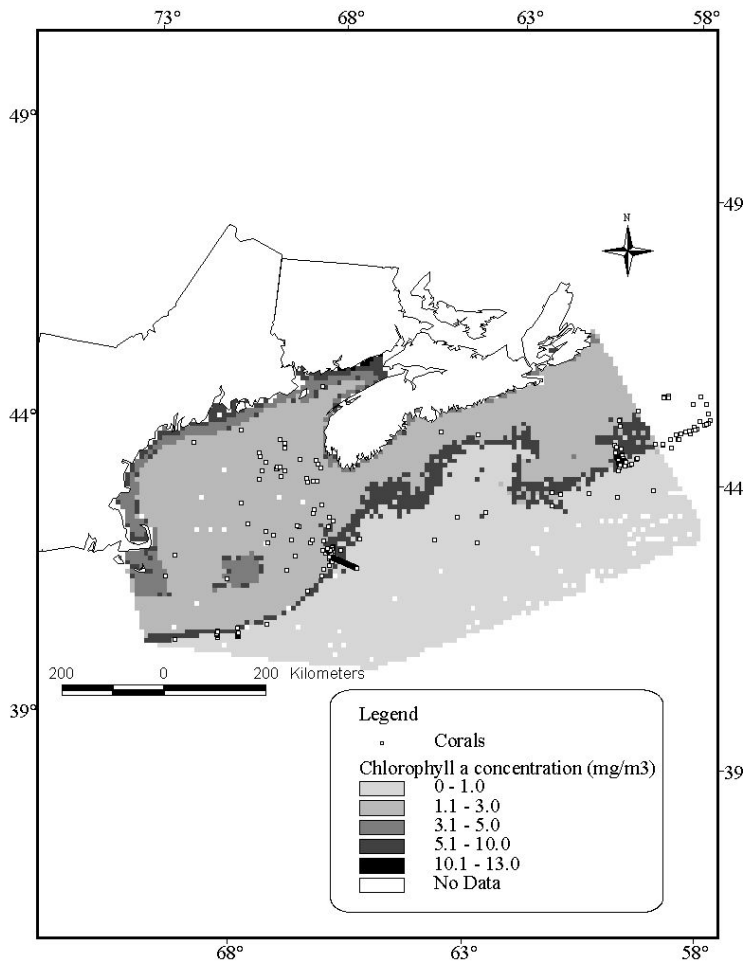 73° 68° 63° 58°
49°
49°
N
44°
44°
200 0 200 Kilometers
39°
39°
Legend
Corals
Chlorophyll a concentration (mg/m3)
0 - 1.0
1.1 - 3.0
3.1 - 5.0
5.1 - 10.0
10.1 - 13.0
No Data
68° 63° 58°